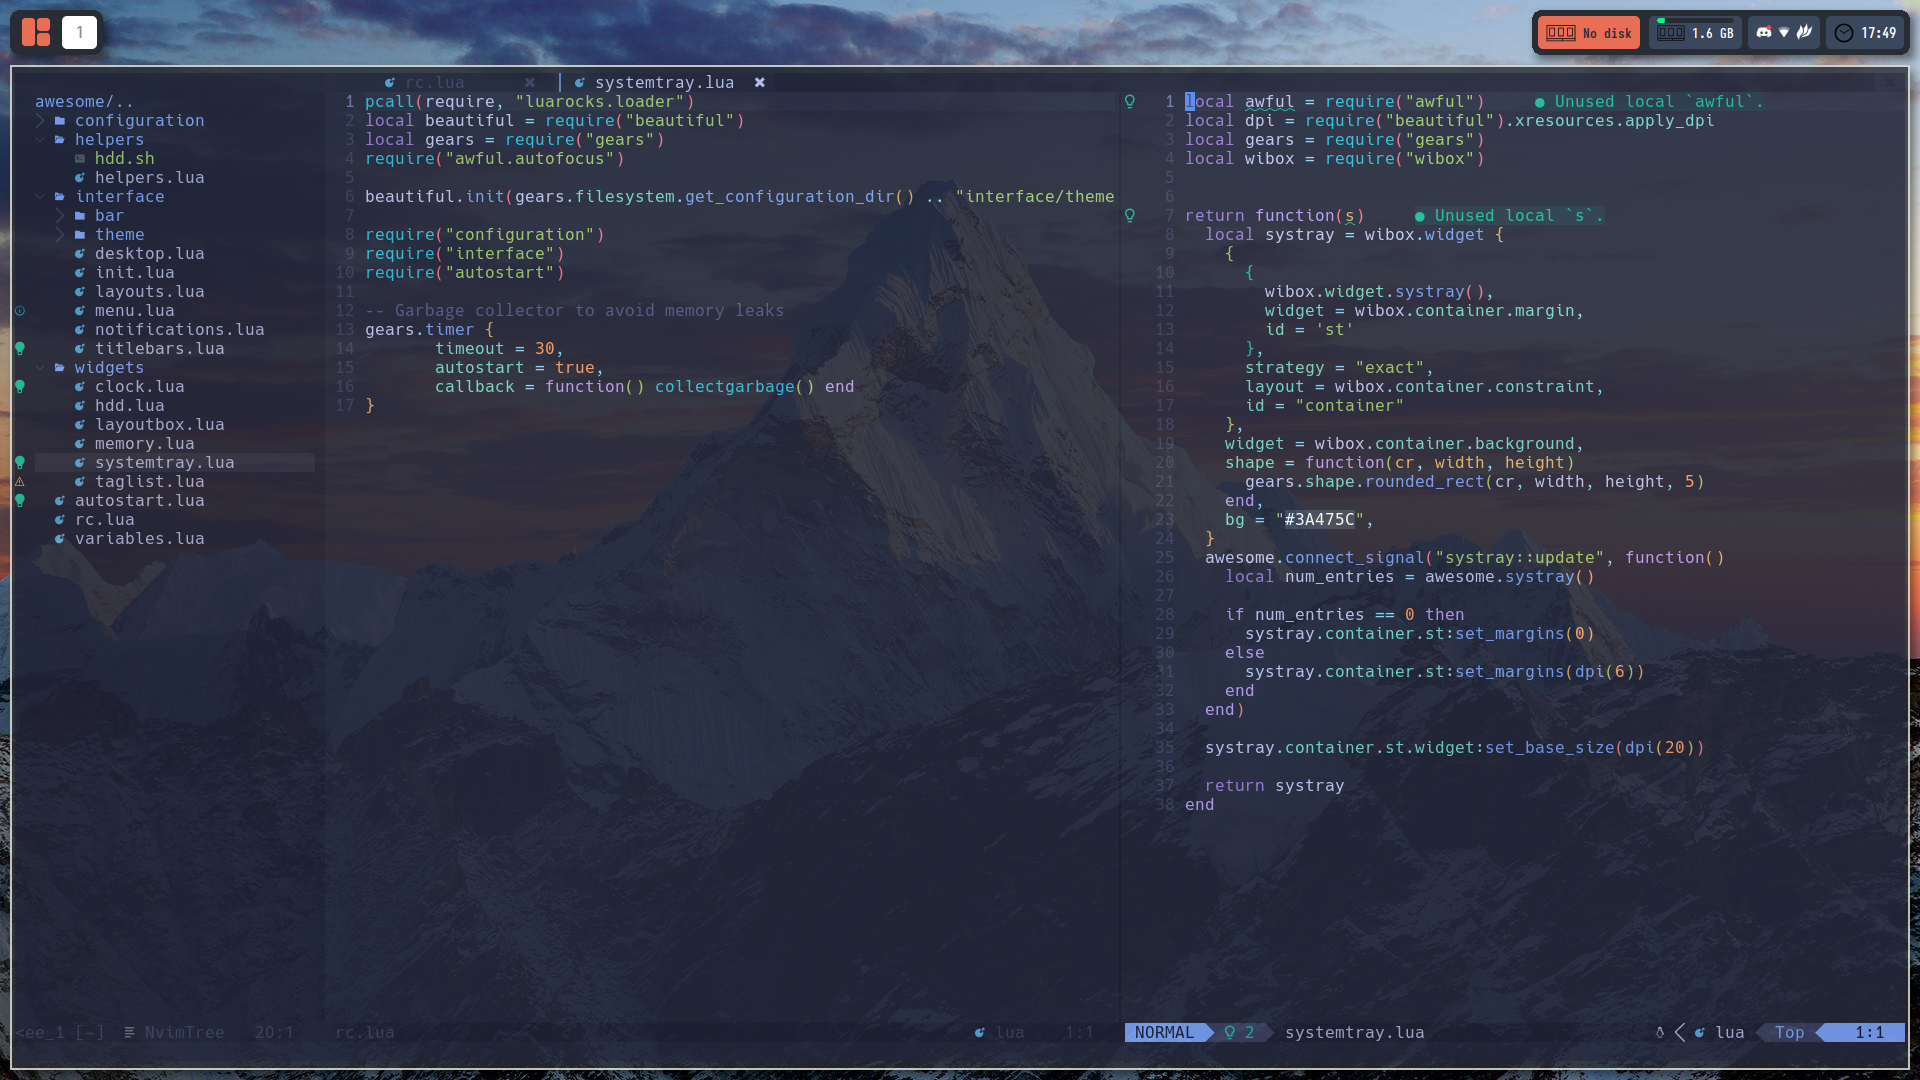 1
No disk
1.6 GB
17:49
rc.lua
systemtray.lua
awesome/..
configuration
helpers
hdd.sh
helpers.lua
interface
bar
theme
desktop.lua
init.lua
layouts.lua
menu.lua
notifications.lua
titlebars.lua
widgets
clock.lua
hdd.lua
layoutbox.lua
memory.lua
systemtray.lua
taglist.lua
autostart.lua
rc.lua
variables.lua
1 pcall(require, "luarocks.loader")
2 local beautiful = require("beautiful")
3 local gears = require("gears")
4 require("awful.autofocus")
5
6 beautiful.init(gears.filesystem.get_configuration_dir() .. "interface/theme
7
8 require("configuration")
9 require("interface")
10 require("autostart")
11
12 -- Garbage collector to avoid memory leaks
13 gears.timer {
14 timeout = 30,
15 autostart = true,
16 callback = function() collectgarbage() end
17 }
1 local awful = require("awful") ● Unused local `awful`.
2 local dpi = require("beautiful").xresources.apply_dpi
3 local gears = require("gears")
4 local wibox = require("wibox")
5
6
7 return function(s) ● Unused local `s`.
8 local systray = wibox.widget {
9 {
10 {
11 wibox.widget.systray(),
12 widget = wibox.container.margin,
13 id = 'st'
14 },
15 strategy = "exact",
16 layout = wibox.container.constraint,
17 id = "container"
18 },
19 widget = wibox.container.background,
20 shape = function(cr, width, height)
21 gears.shape.rounded_rect(cr, width, height, 5)
22 end,
23 bg = "#3A475C",
24 }
25 awesome.connect_signal("systray::update", function()
26 local num_entries = awesome.systray()
27
28 if num_entries == 0 then
29 systray.container.st:set_margins(0)
30 else
31 systray.container.st:set_margins(dpi(6))
32 end
33 end)
34
35 systray.container.st.widget:set_base_size(dpi(20))
36
37 return systray
38 end
<ee_1 [-] NvimTree 20:1
rc.lua lua 1:1
NORMAL 2 systemtray.lua lua Top 1:1